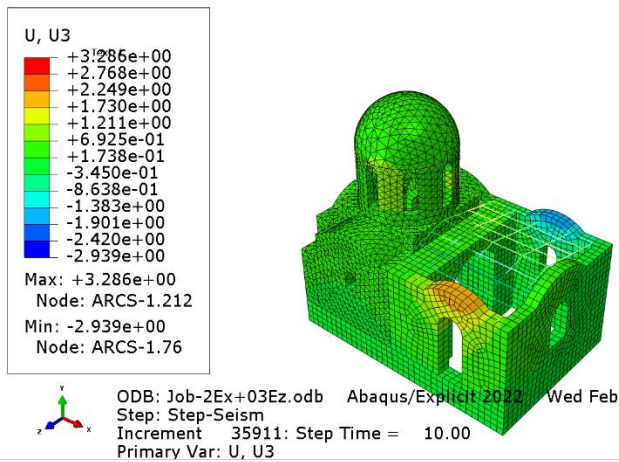 U, U3
+3.286e+00
+2.768e+00
+2.249e+00
+1.730e+00
+1.211e+00
+6.925e-01
+1.738e-01
-3.450e-01
-8.638e-01
-1.383e+00
-1.901e+00
-2.420e+00
-2.939e+00
Max: +3.286e+00
Node: ARCS-1.212
Min: -2.939e+00
Node: ARCS-1.76
Y
Z X
ODB: Job-2Ex+03Ez.odb Abaqus/Explicit 2022 Wed Feb
Step: Step-Seism
Increment 35911: Step Time = 10.00
Primary Var: U, U3